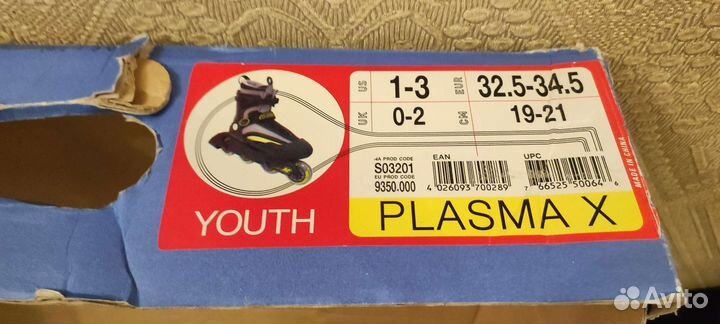 US 1-3 EUR 32.5-34.5
UK 0-2 CM 19-21
NA PROD CODE
S03201
EU PROD CODE
9350.000
EAN
4 026093 700289
UPC
7 66525 50064 6
MADE IN CHINA
YOUTH
PLASMA X
Avito